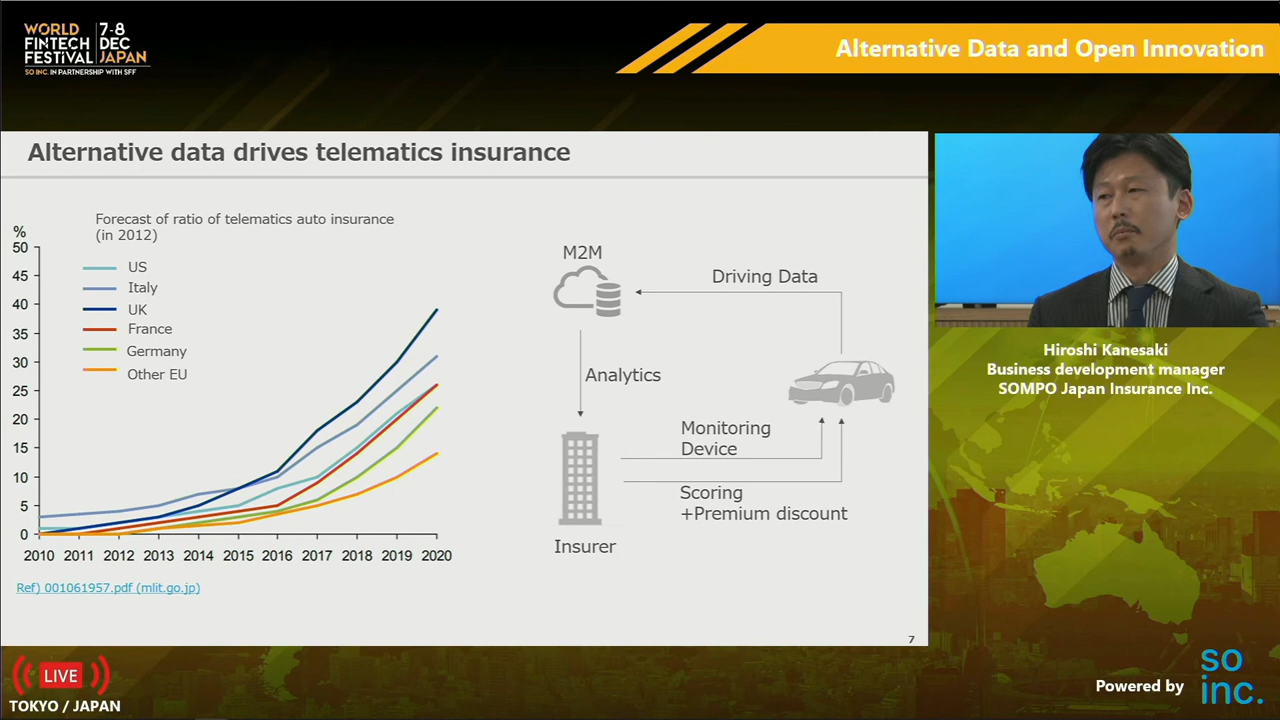 WORLD
FINTECH
FESTIVAL
7-8
DEC
JAPAN
SO INC. IN PARTNERSHIP WITH SFF
Alternative Data and Open Innovation
Alternative data drives telematics insurance
Forecast of ratio of telematics auto insurance
(in 2012)
%
50
45
40
35
30
25
20
15
10
5
0
US
Italy
UK
France
Germany
Other EU
2010 2011 2012 2013 2014 2015 2016 2017 2018 2019 2020
Ref) 001061957.pdf (mlit.go.jp)
M2M
Driving Data
Analytics
Monitoring
Device
Scoring
+Premium discount
Insurer
7
Hiroshi Kanesaki
Business development manager
SOMPO Japan Insurance Inc.
LIVE
TOKYO / JAPAN
Powered by
so
inc.